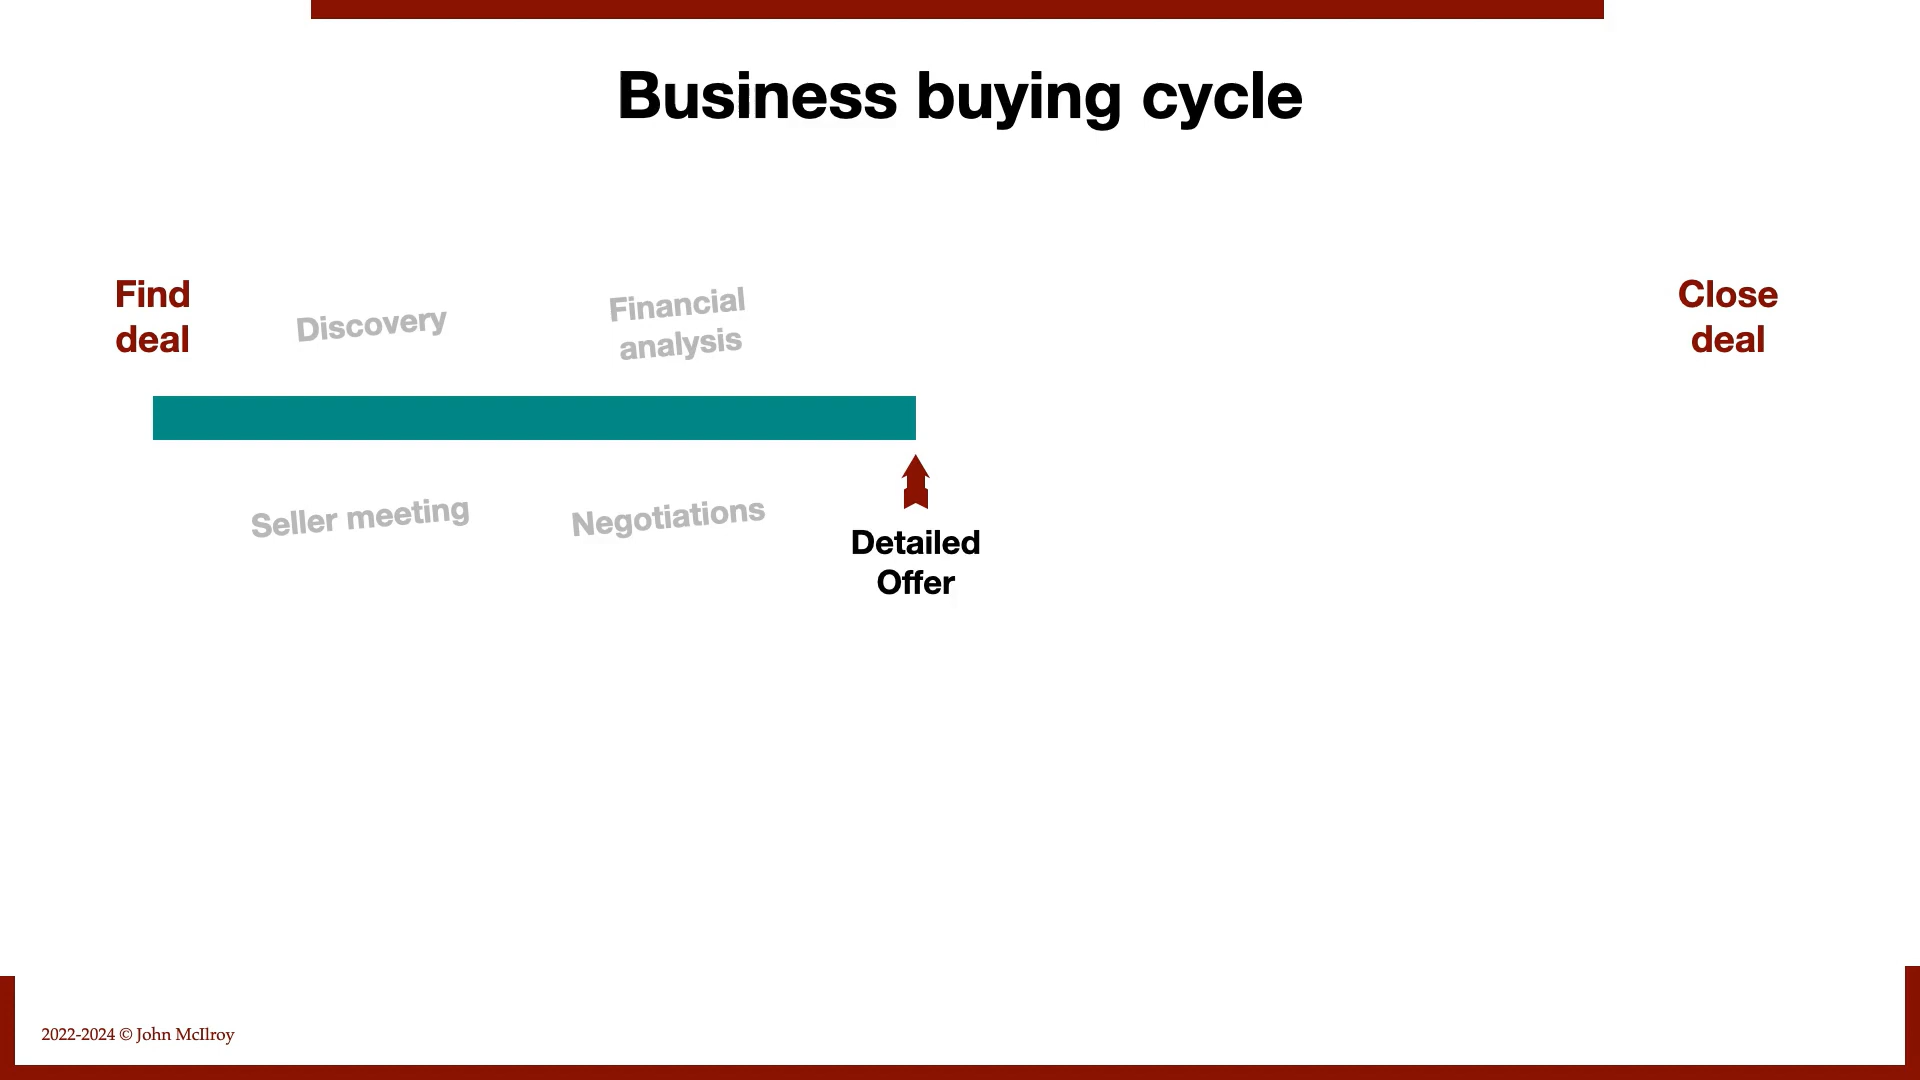 Business buying cycle
Find
deal
Discovery
Financial
analysis
Close
deal
Seller meeting
Negotiations
Detailed
Offer
2022-2024 © John McIlroy